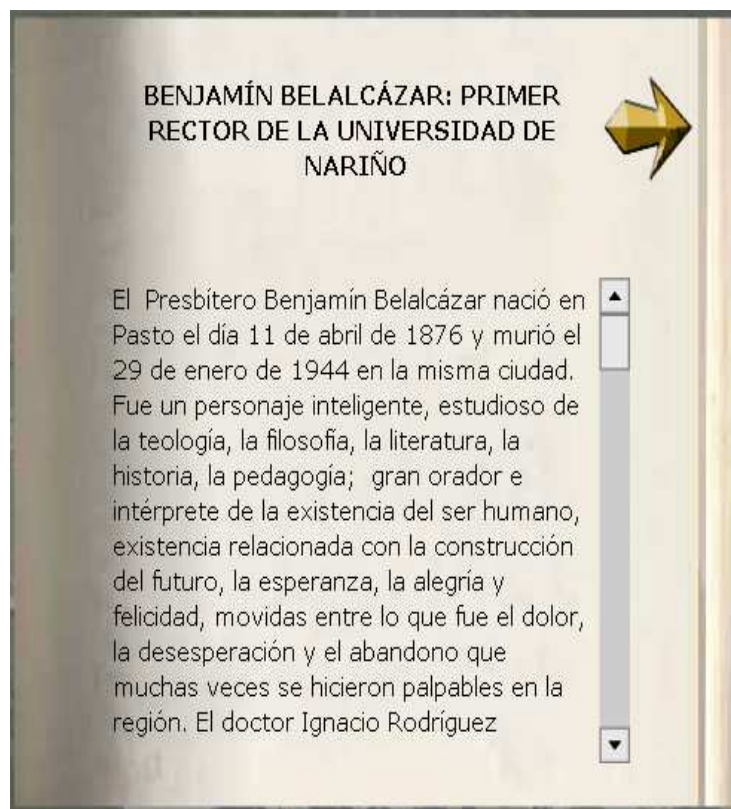 BENJAMÍN BELALCÁZAR: PRIMER
RECTOR DE LA UNIVERSIDAD DE
NARIÑO
El  Presbítero Benjamín Belalcázar nació en
Pasto el día 11 de abril de 1876 y murió el
29 de enero de 1944 en la misma ciudad.
Fue un personaje inteligente, estudioso de
la teología, la filosofía, la literatura, la
historia, la pedagogía;  gran orador e
intérprete de la existencia del ser humano,
existencia relacionada con la construcción
del futuro, la esperanza, la alegría y
felicidad, movidas entre lo que fue el dolor,
la desesperación y el abandono que
muchas veces se hicieron palpables en la
región. El doctor Ignacio Rodríguez